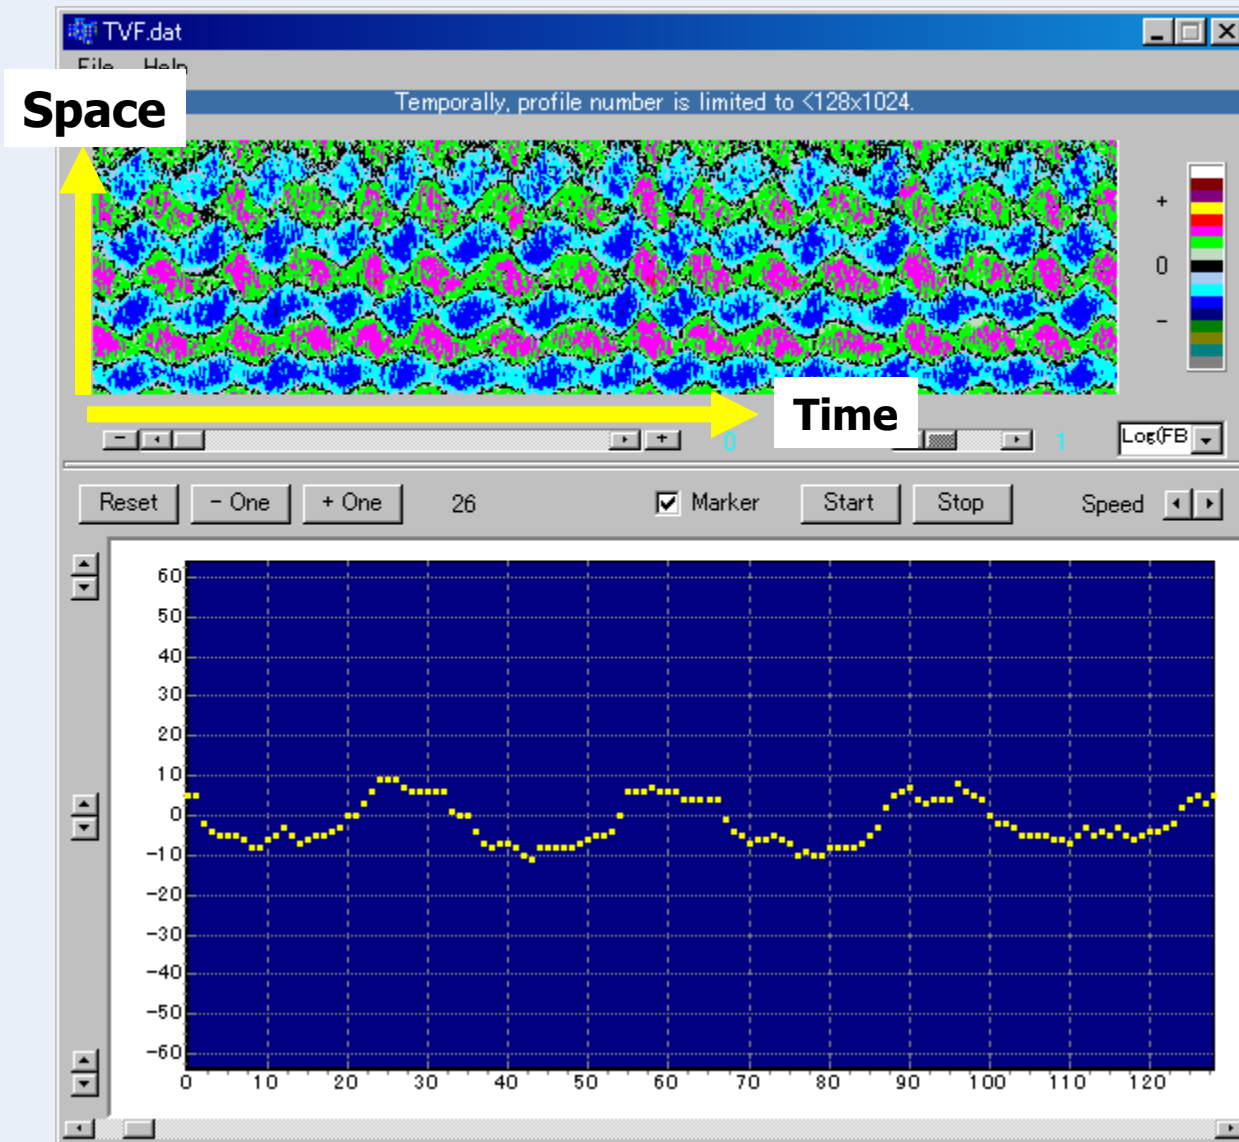 TVF.dat
File Help
Space
Temporally, profile number is limited to <128x1024.
+
0
-
Time
- + 0 1 Log(FB
Reset - One + One 26 Marker Start Stop Speed
60
50
40
30
20
10
0
-10
-20
-30
-40
-50
-60
0 10 20 30 40 50 60 70 80 90 100 110 120